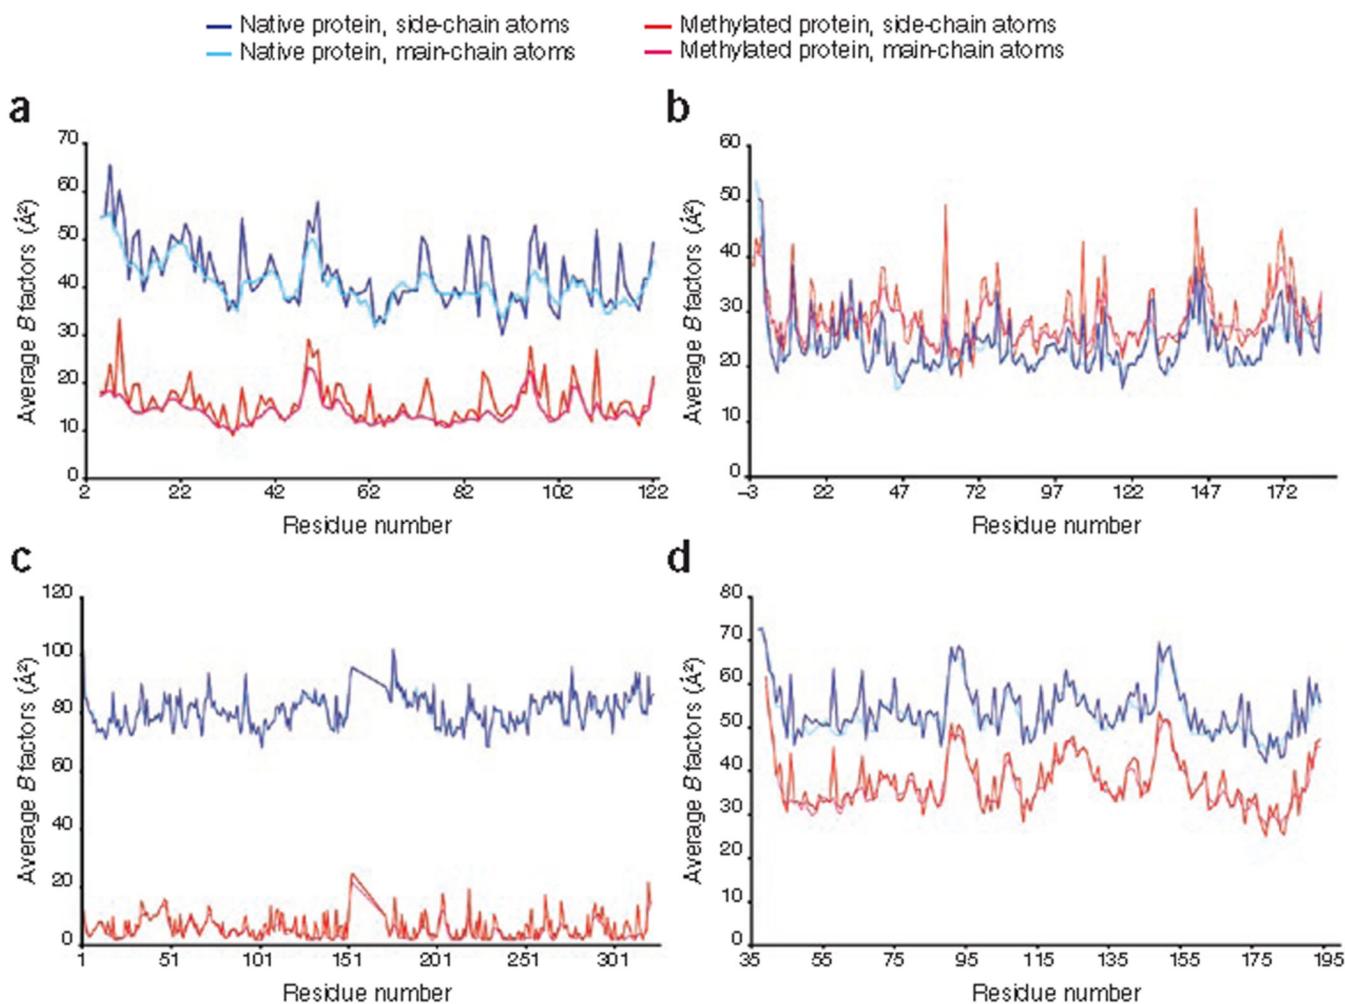 Native protein, side-chain atoms
Methylated protein, side-chain atoms
Native protein, main-chain atoms
Methylated protein, main-chain atoms
a
70
60
50
40
30
20
10
0
Average B factors (Å²)
2 22 42 62 82 102 122
Residue number
b
60
50
40
30
20
10
0
Average B factors (Å²)
–3 22 47 72 97 122 147 172
Residue number
c
120
100
80
60
40
20
0
Average B factors (Å²)
1 51 101 151 201 251 301
Residue number
d
80
70
60
50
40
30
20
10
0
Average B factors (Å²)
35 55 75 95 115 135 155 175 195
Residue number